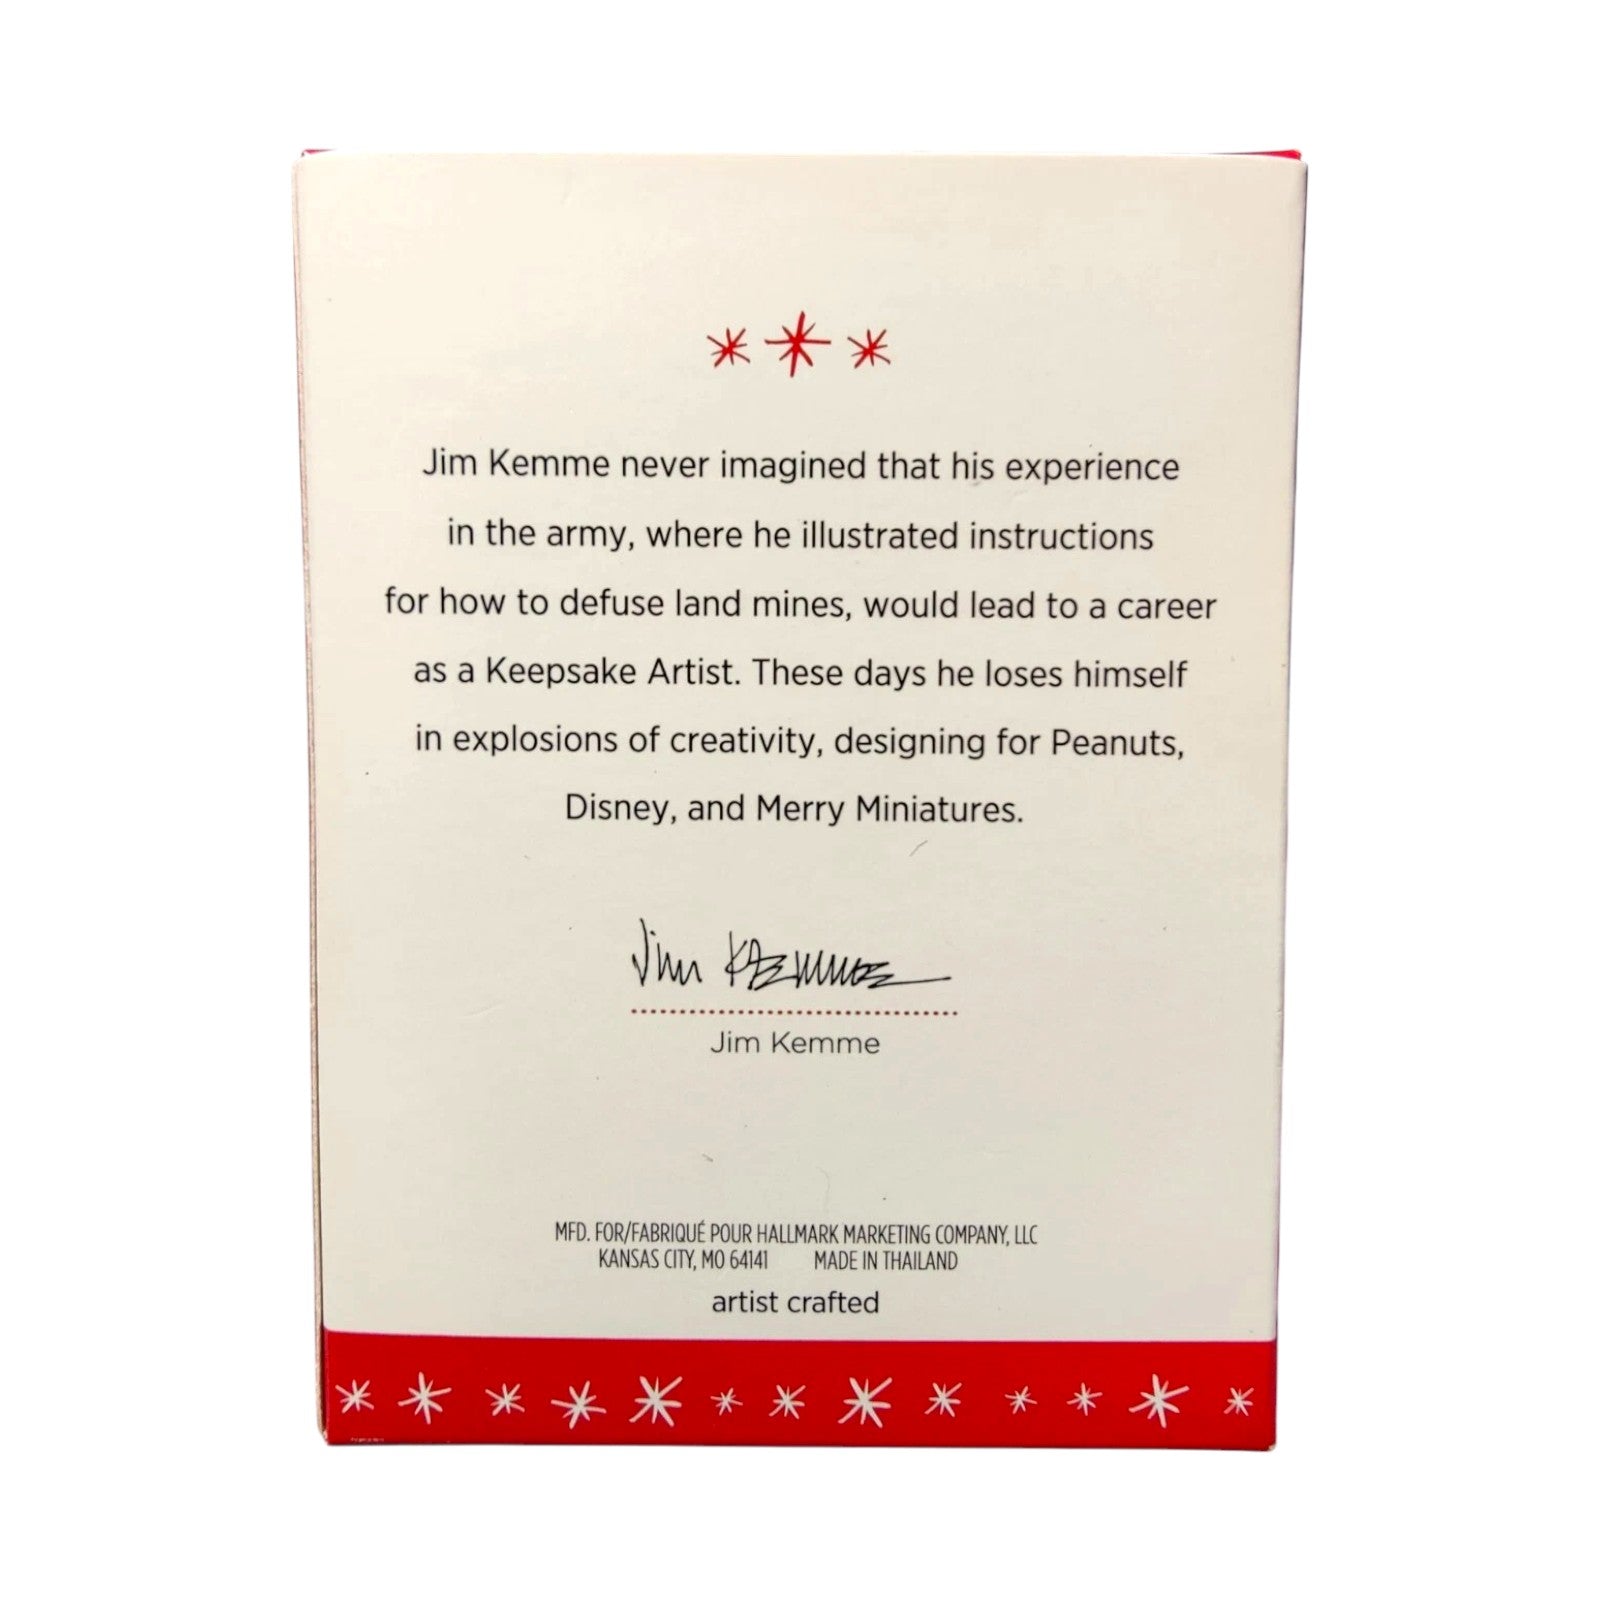 Jim Kemme never imagined that his experience
in the army, where he illustrated instructions
for how to defuse land mines, would lead to a career
as a Keepsake Artist. These days he loses himself
in explosions of creativity, designing for Peanuts,
Disney, and Merry Miniatures.
Jim Kemme
Jim Kemme
MFD. FOR/FABRIQUÉ POUR HALLMARK MARKETING COMPANY, LLC
KANSAS CITY, MO 64141 MADE IN THAILAND
artist crafted